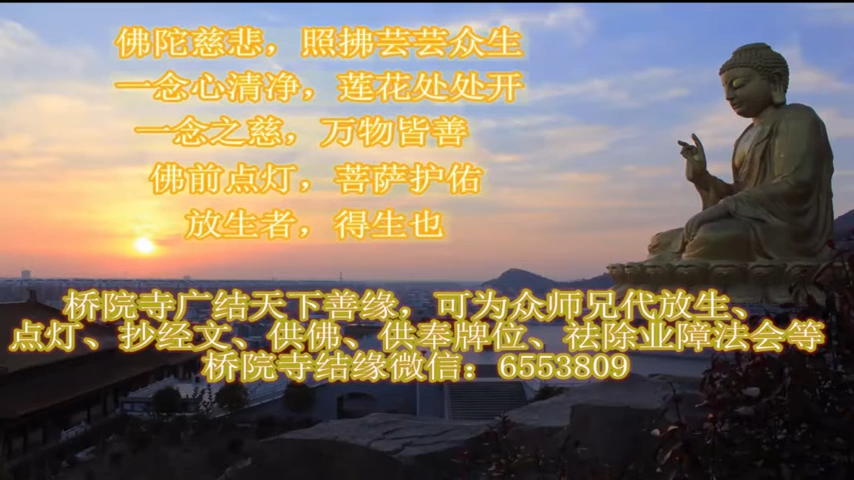 佛陀慈悲，照拂芸芸众生
一念心清净，莲花处处开
一念之慈，万物皆善
佛前点灯，菩萨护佑
放生者，得生也
桥院寺广结天下善缘，可为众师兄代放生、
点灯、抄经文、供佛、供奉牌位、祛除业障法会等
桥院寺结缘微信：6553809